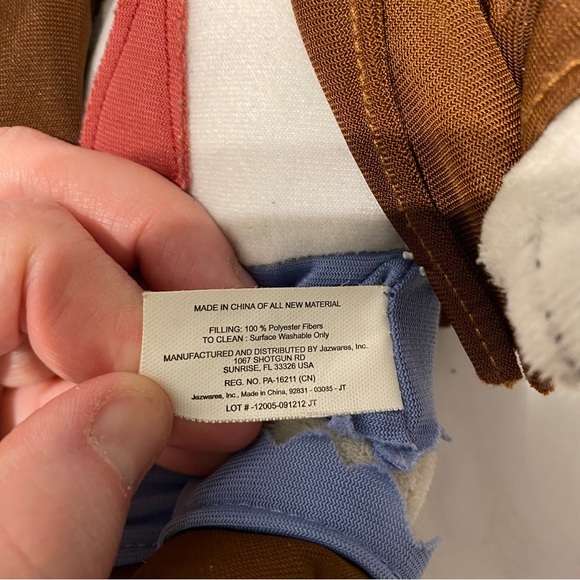 MADE IN CHINA OF ALL NEW MATERIAL
FILLING: 100 % Polyester Fibers
TO CLEAN : Surface Washable Only
MANUFACTURED AND DISTRIBUTED BY Jazwares, Inc.
1067 SHOTGUN RD
SUNRISE, FL 33326 USA
REG. NO. PA-16211 (CN)
Jazwares, Inc., Made in China, 92831 - 03085 - JT
LOT # -12005-091212 JT